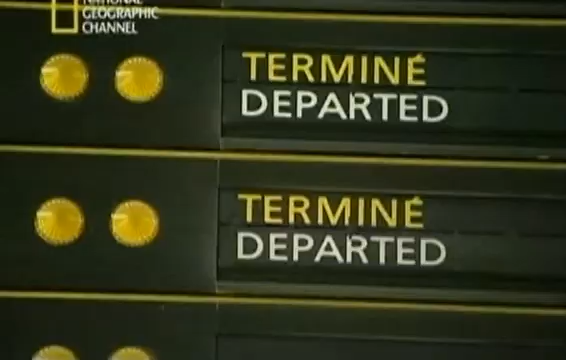 NATIONAL
GEOGRAPHIC
CHANNEL
TERMINÉ
DEPARTED
TERMINÉ
DEPARTED